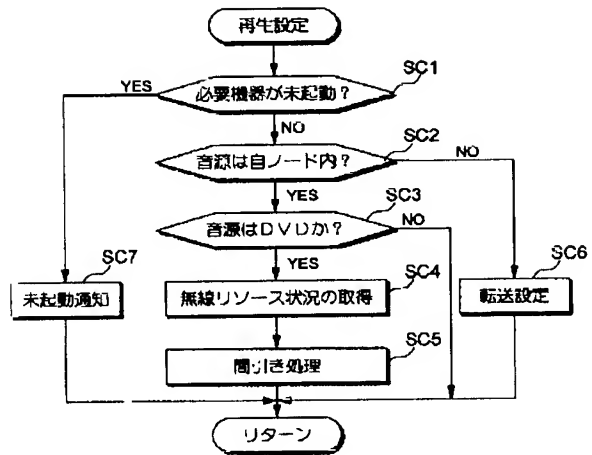 再生設定
SC1
YES
必要機器が未起動？
NO
SC2
音源は自ノード内？
NO
YES
SC3
音源はＤＶＤか？
NO
YES
SC7
SC4
SC6
未起動通知
無線リソース状況の取得
転送設定
SC5
間引き処理
リターン